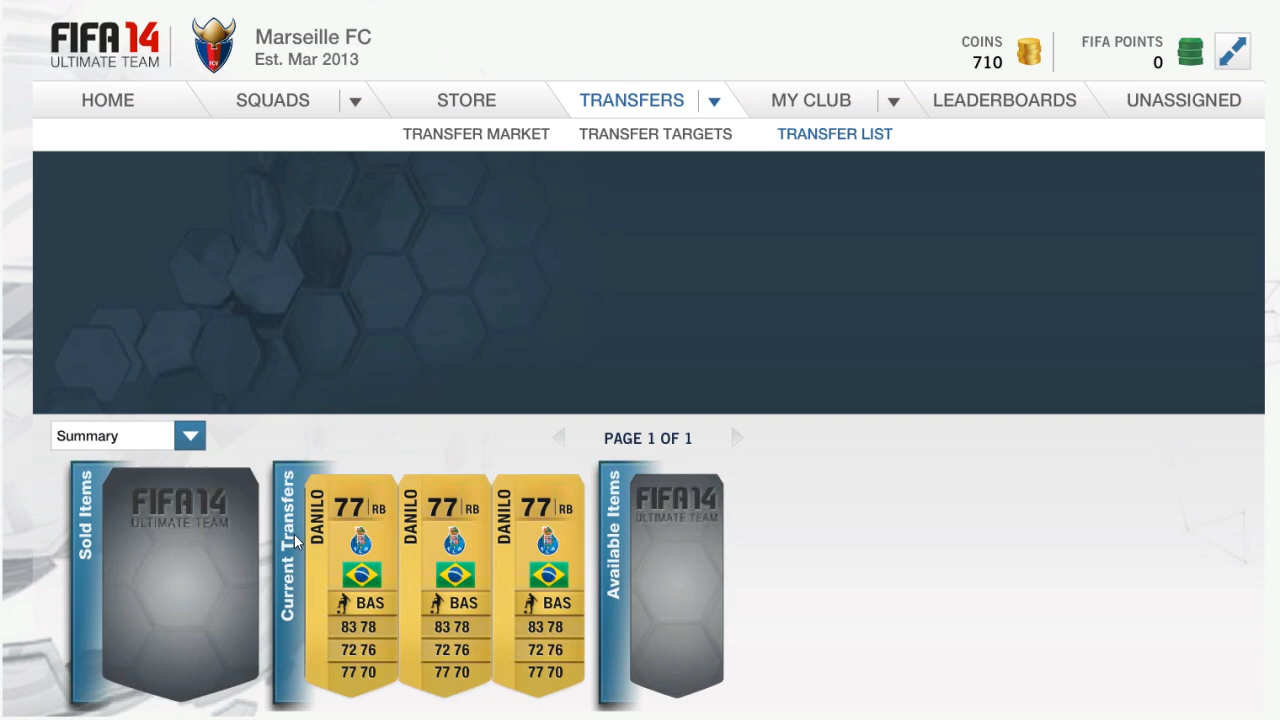 FIFA 14
ULTIMATE TEAM
Marseille FC
Est. Mar 2013
COINS
710
FIFA POINTS
0
HOME
SQUADS
STORE
TRANSFERS
MY CLUB
LEADERBOARDS
UNASSIGNED
TRANSFER MARKET
TRANSFER TARGETS
TRANSFER LIST
Summary
PAGE 1 OF 1
Sold Items
FIFA 14
ULTIMATE TEAM
Current Transfers
DANILO
77 RB
BAS
83 78
72 76
77 70
DANILO
77 RB
BAS
83 78
72 76
77 70
DANILO
77 RB
BAS
83 78
72 76
77 70
Available Items
FIFA 14
ULTIMATE TEAM